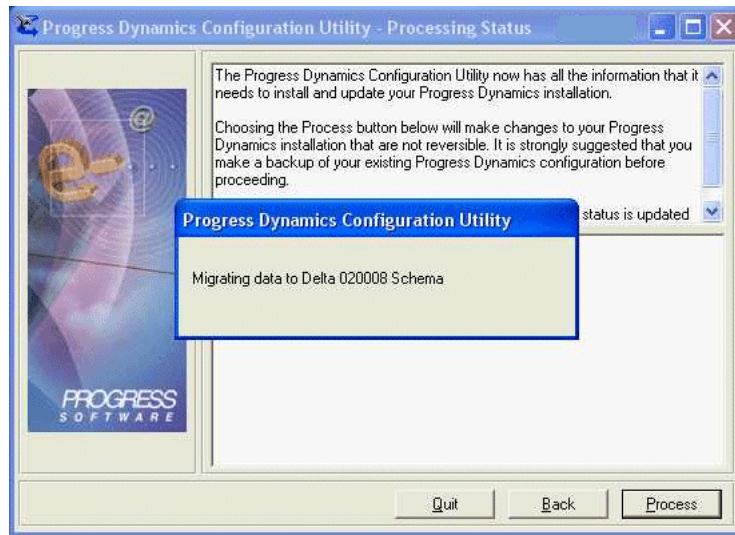 Progress Dynamics Configuration Utility - Processing Status
The Progress Dynamics Configuration Utility now has all the information that it
needs to install and update your Progress Dynamics installation.
Choosing the Process button below will make changes to your Progress
Dynamics installation that are not reversible. It is strongly suggested that you
make a backup of your existing Progress Dynamics configuration before
proceeding.
status is updated
@
e-
Progress Dynamics Configuration Utility
Migrating data to Delta 020008 Schema
PROGRESS
SOFTWARE
Quit
Back
Process